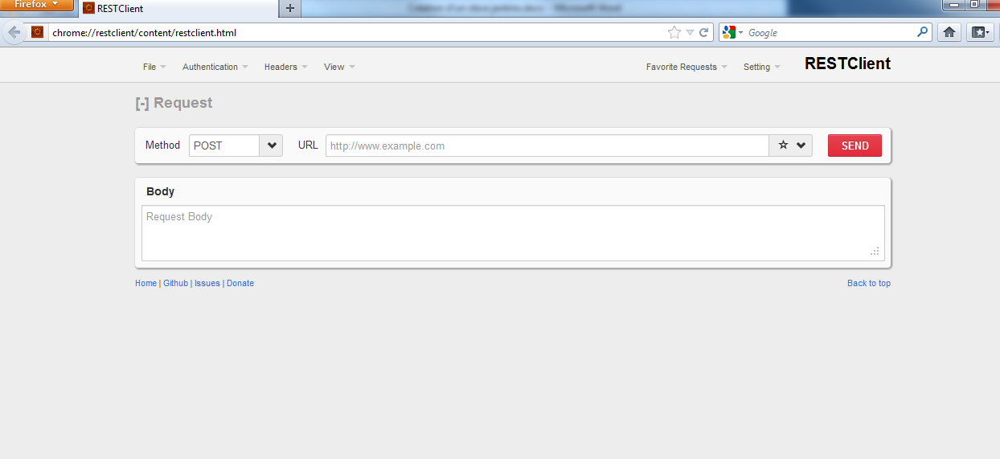 Firefox
RESTClient
chrome://restclient/content/restclient.html
Google
File Authentication Headers View Favorite Requests Setting RESTClient
[-] Request
Method POST URL http://www.example.com SEND
Body
Request Body
Home | Github | Issues | Donate Back to top